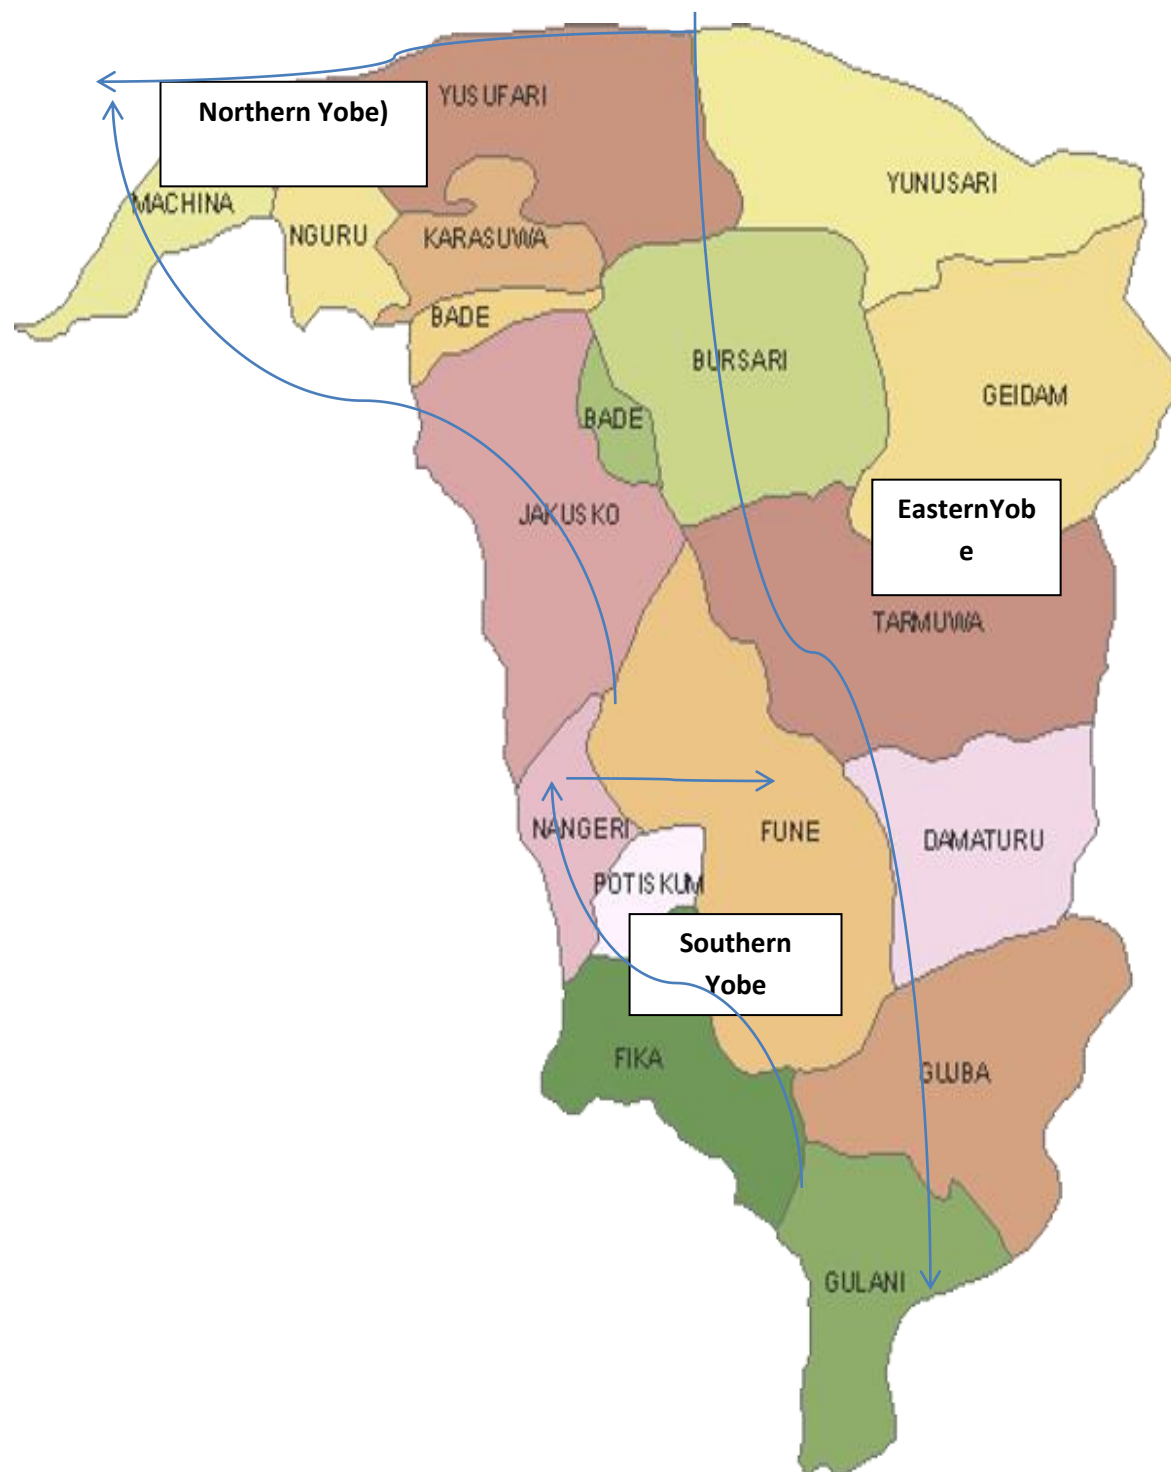 YUSUFARI
Northern Yobe)
YUNUSARI
MACHINA
NGURU
KARASUWA
BADE
BURSARI
GEIDAM
BADE
JAKUSKO
EasternYob
e
TARMUWA
NANGERI
FUNE
DAMATURU
POTISKUM
Southern
Yobe
FIKA
GUJBA
GULANI